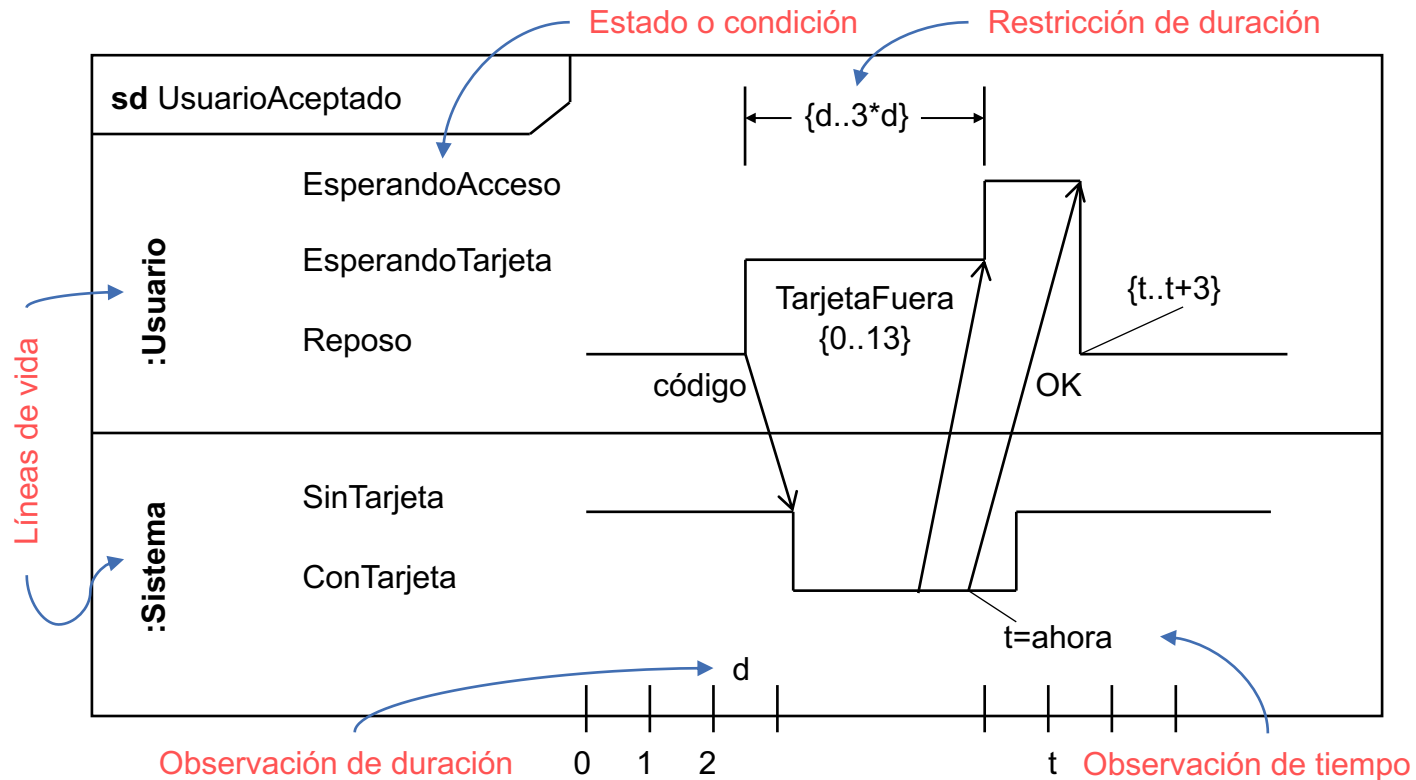 Estado o condición
Restricción de duración
sd UsuarioAceptado
{d..3*d}
EsperandoAcceso
:Usuario
EsperandoTarjeta
TarjetaFuera
{0..13}
{t..t+3}
Reposo
código
OK
Líneas de vida
:Sistema
SinTarjeta
ConTarjeta
t=ahora
d
Observación de duración
0 1 2 t
Observación de tiempo